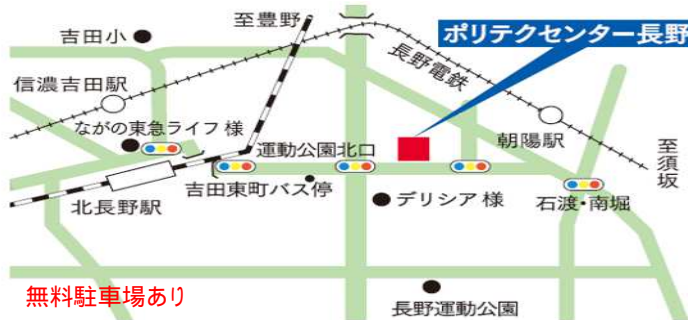 至豊野
吉田小
ポリテクセンター長野
長野電鉄
信濃吉田駅
ながの東急ライフ 様
運動公園北口
朝陽駅
至須坂
北長野駅
吉田東町バス停
デリシア 様
石渡・南堀
無料駐車場あり
長野運動公園